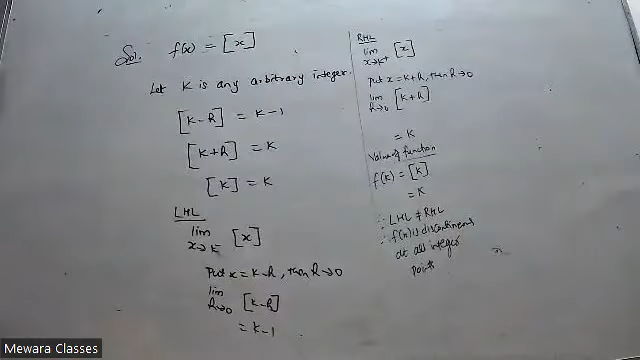 Sol. f(x) = [x]
Let K is any arbitrary integer.
[K-h] = K-1
[K+h] = K
[K] = K
LHL
lim [x]
x→K⁻
Put x = K-h, then h→0
lim [K-h]
h→0
= K-1
RHL
lim [x]
x→K⁺
Put x = K+h, then h→0
lim [K+h]
h→0
= K
Value of function
f(K) = [K]
= K
∴ LHL ≠ RHL
∴ f(x) is discontinuous
at all integer
points
Mewara Classes